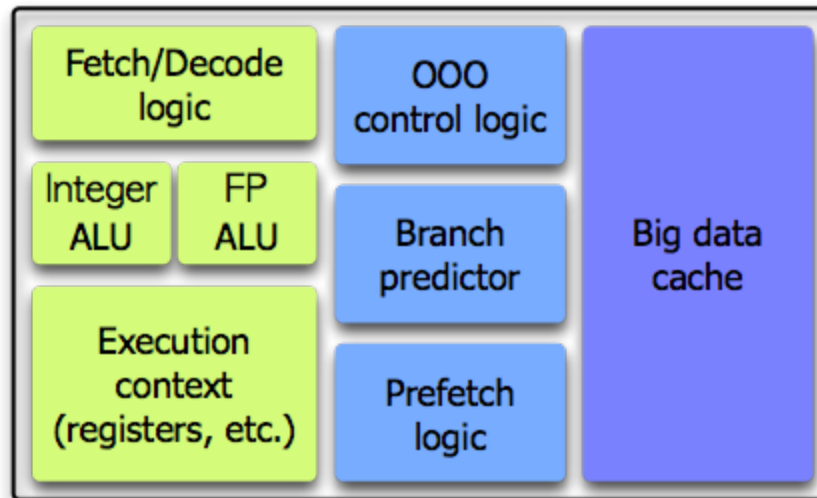 Fetch/Decode
logic
Integer
ALU
FP
ALU
Execution
context
(registers, etc.)
OOO
control logic
Branch
predictor
Prefetch
logic
Big data
cache